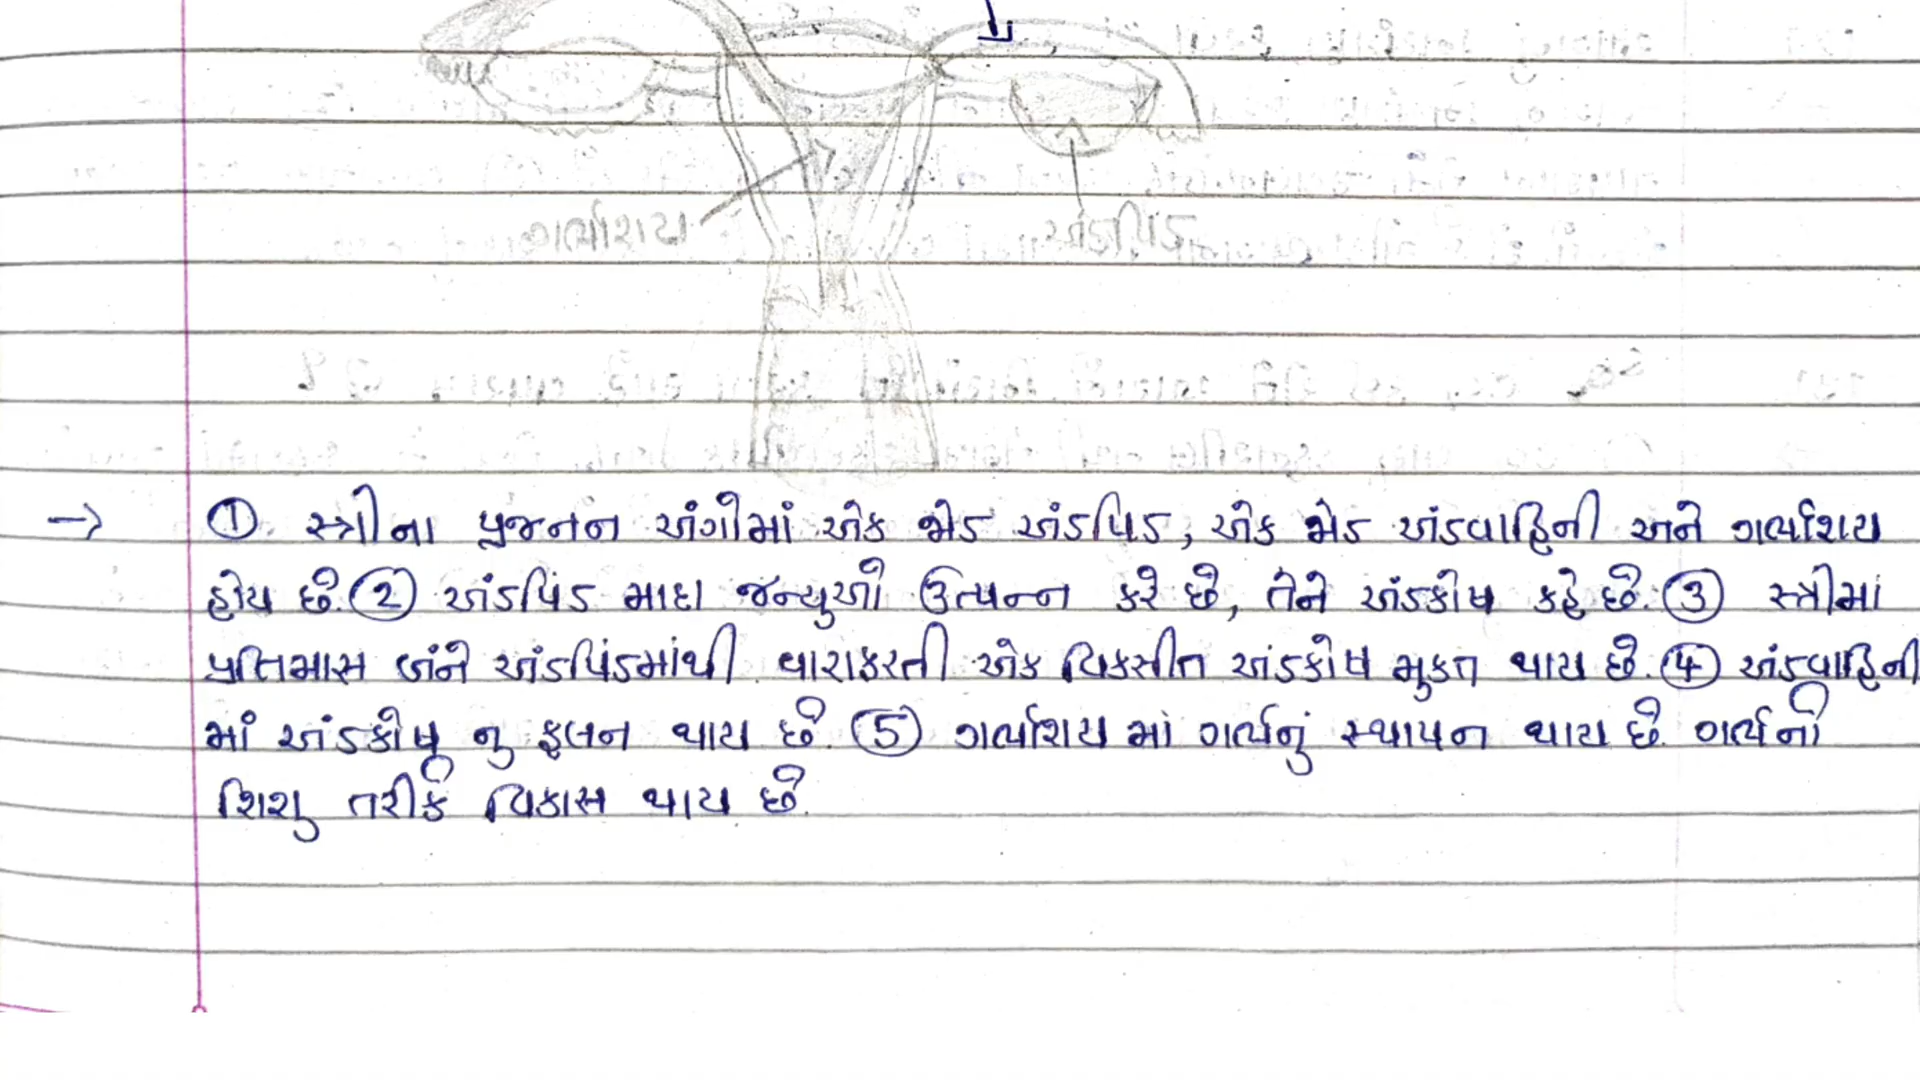 ગર્ભાશય
અંડપિંડ
→ ① સ્ત્રીના પ્રજનન અંગોમાં એક જોડ અંડપિંડ, એક જોડ અંડવાહિની અને ગર્ભાશય
હોય છે. ② અંડપિંડ માદા જન્યુઓ ઉત્પન્ન કરે છે, તેને અંડકોષ કહે છે. ③ સ્ત્રીમાં
પ્રતિમાસ બંને અંડપિંડમાંથી વારાફરતી એક વિકસીત અંડકોષ મુકત થાય છે. ④ અંડવાહિની
માં અંડકોષ નુ ફલન થાય છે. ⑤ ગર્ભાશય માં ગર્ભનું સ્થાપન થાય છે. ગર્ભનો
શિશુ તરીકે વિકાસ થાય છે.